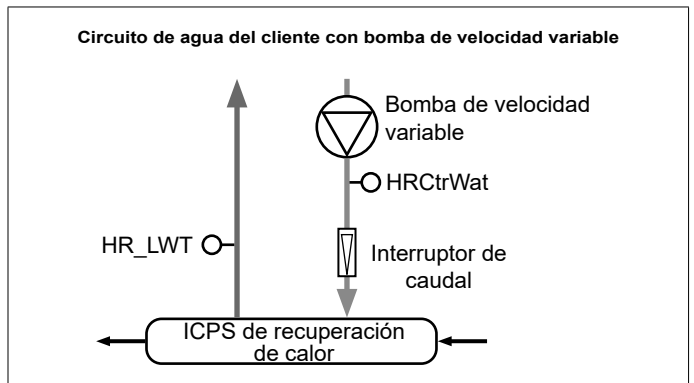 Circuito de agua del cliente con bomba de velocidad variable
Bomba de velocidad
variable
HRCtrWat
HR_LWT
Interruptor de
caudal
ICPS de recuperación
de calor